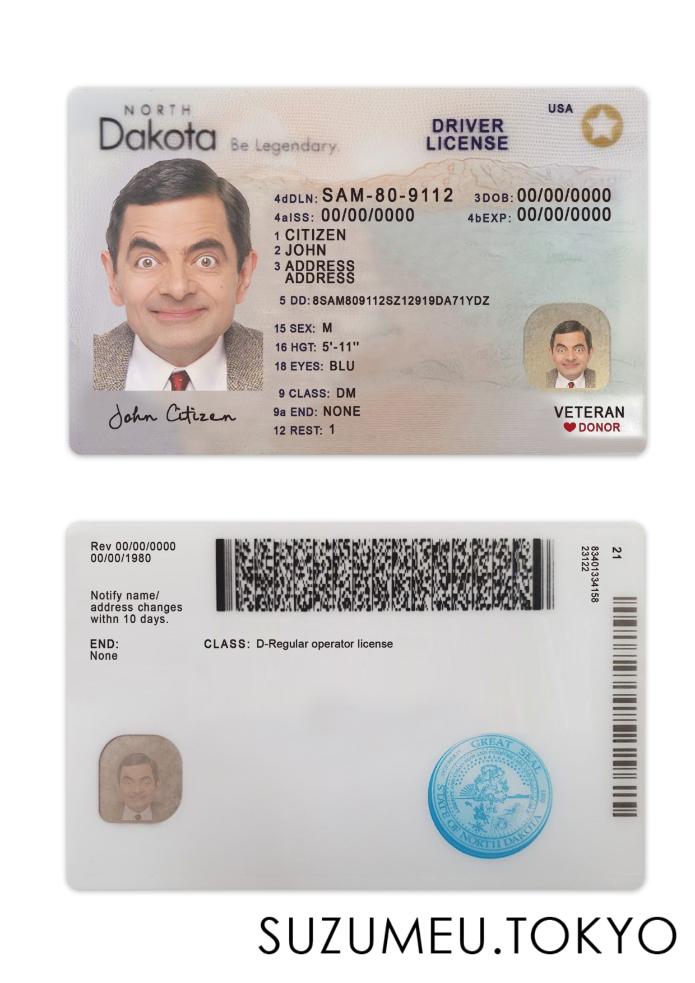 NORTH
Dakota Be Legendary.
DRIVER
LICENSE
USA
4dDLN: SAM-80-9112 3DOB: 00/00/0000
4aISS: 00/00/0000 4bEXP: 00/00/0000
1 CITIZEN
2 JOHN
3 ADDRESS
ADDRESS
5 DD: 8SAM809112SZ12919DA71YDZ
15 SEX: M
16 HGT: 5'-11"
18 EYES: BLU
9 CLASS: DM
9a END: NONE
12 REST: 1
John Citizen
VETERAN
DONOR
Rev 00/00/0000
00/00/1980
Notify name/
address changes
withn 10 days.
END:
None
CLASS: D-Regular operator license
83401334158
23122
21
GREAT SEAL
STATE OF NORTH DAKOTA
SUZUMEU.TOKYO